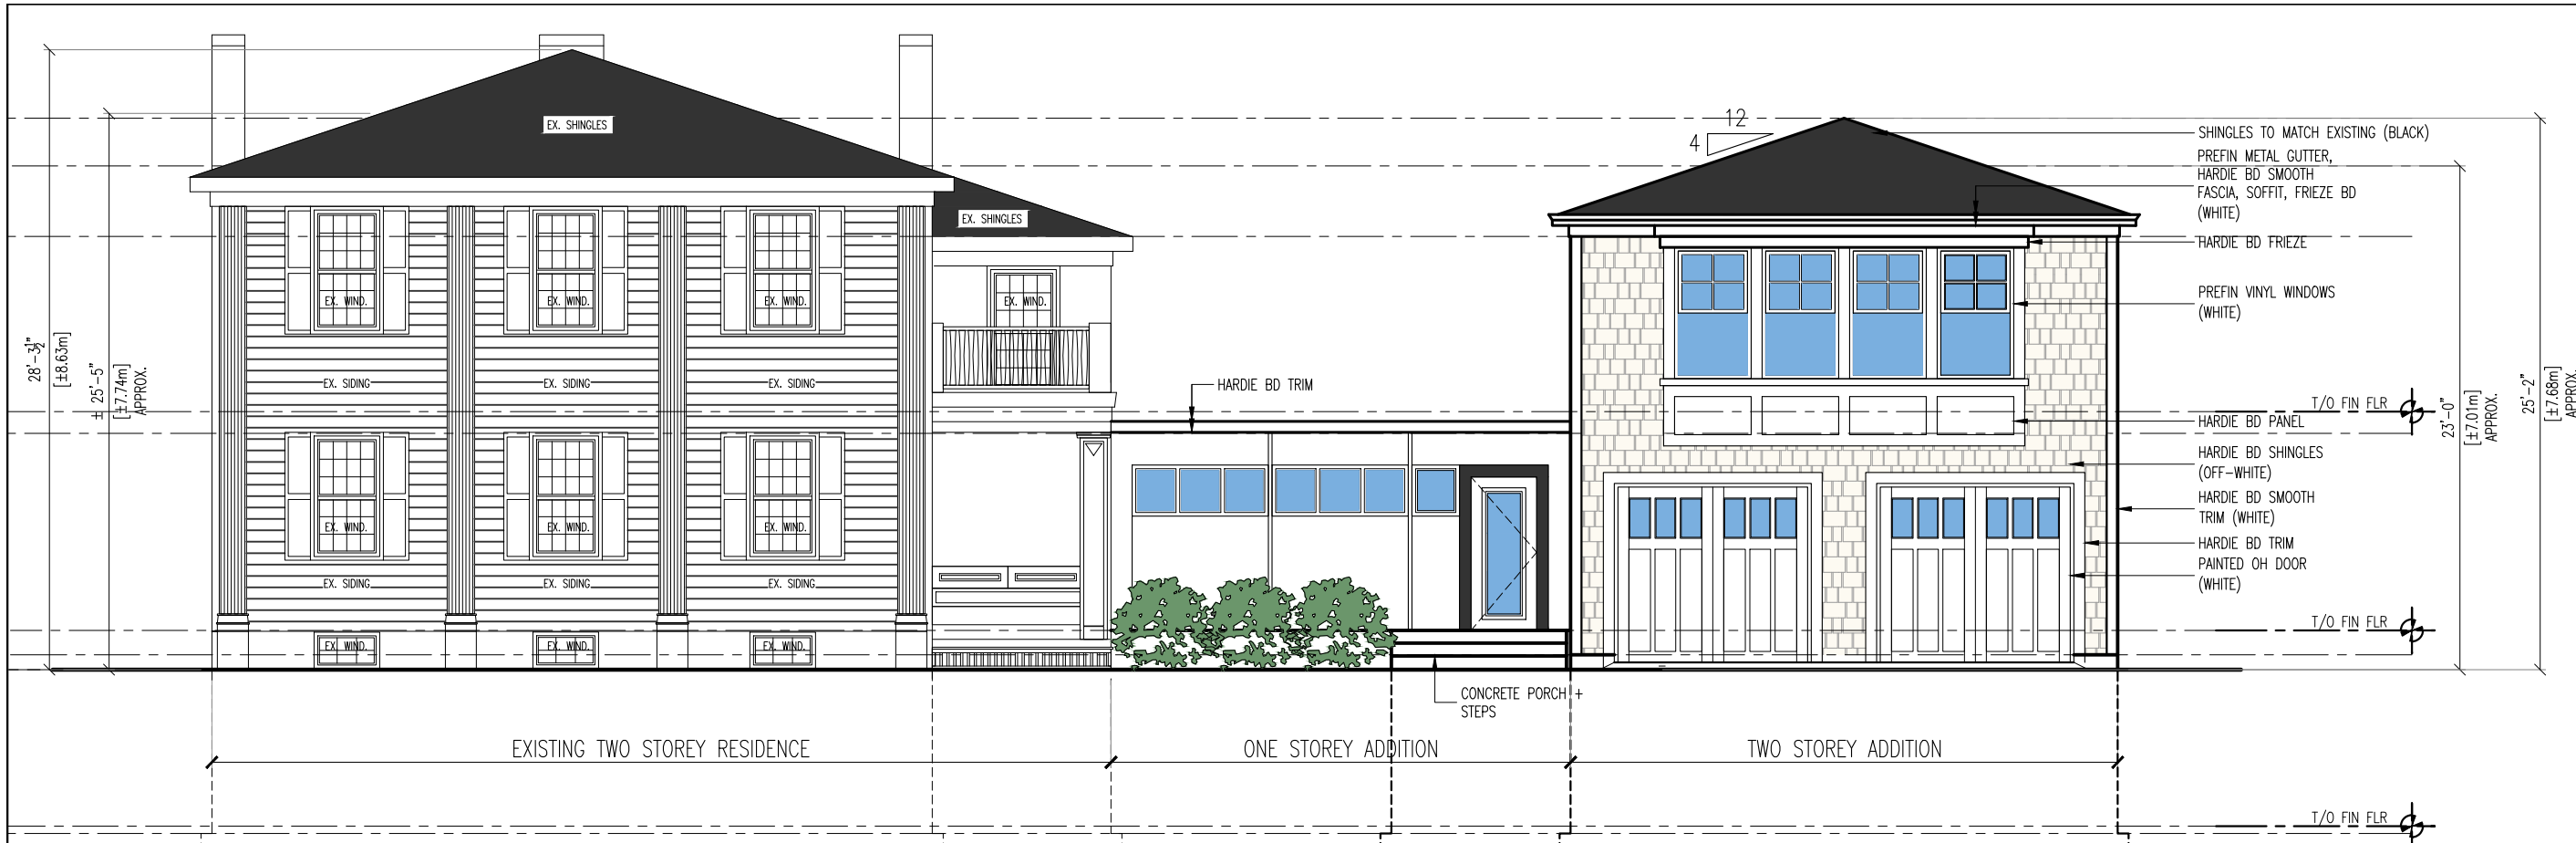 EX. SHINGLES
EX. SHINGLES
EX. WIND.
EX. WIND.
EX. WIND.
EX. WIND.
EX. SIDING
EX. SIDING
EX. SIDING
EX. WIND.
EX. WIND.
EX. WIND.
EX. SIDING
EX. SIDING
EX. SIDING
EX. WIND.
EX. WIND.
EX. WIND.
28'-3½"
[±8.63m]
± 25'-5"
[±7.74m]
APPROX.
HARDIE BD TRIM
CONCRETE PORCH +
STEPS
12
4
SHINGLES TO MATCH EXISTING (BLACK)
PREFIN METAL GUTTER,
HARDIE BD SMOOTH
FASCIA, SOFFIT, FRIEZE BD
(WHITE)
HARDIE BD FRIEZE
PREFIN VINYL WINDOWS
(WHITE)
T/O FIN FLR
HARDIE BD PANEL
HARDIE BD SHINGLES
(OFF-WHITE)
HARDIE BD SMOOTH
TRIM (WHITE)
HARDIE BD TRIM
PAINTED OH DOOR
(WHITE)
T/O FIN FLR
23'-0"
[±7.01m]
APPROX.
25'-2"
[±7.68m]
APPROX.
EXISTING TWO STOREY RESIDENCE
ONE STOREY ADDITION
TWO STOREY ADDITION
T/O FIN FLR